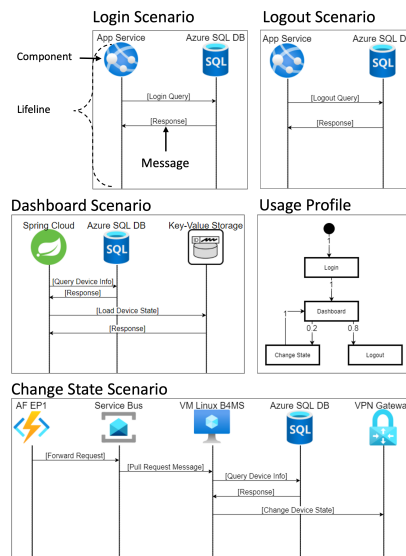 Login Scenario
Logout Scenario
App Service
Azure SQL DB
App Service
Azure SQL D
Component
SQL
SQL
[Login Query]
[Logout Query]
Lifeline
[Response]
[Response]
Message
Dashboard Scenario
Usage Profile
Spring Cloud
Azure SQL DB
Key-Value Storage
SQL
1
Login
[Query Device Info]
1
[Response]
[Load Device State]
Dashboard
1
0.2
0.8
[Response]
Change State
Logout
Change State Scenario
AF EP1
Service Bus
VM Linux B4MS
Azure SQL DB
VPN Gatewa
SQL
[Forward Request]
[Pull Request Message]
[Query Device Info]
[Response]
[Change Device State]